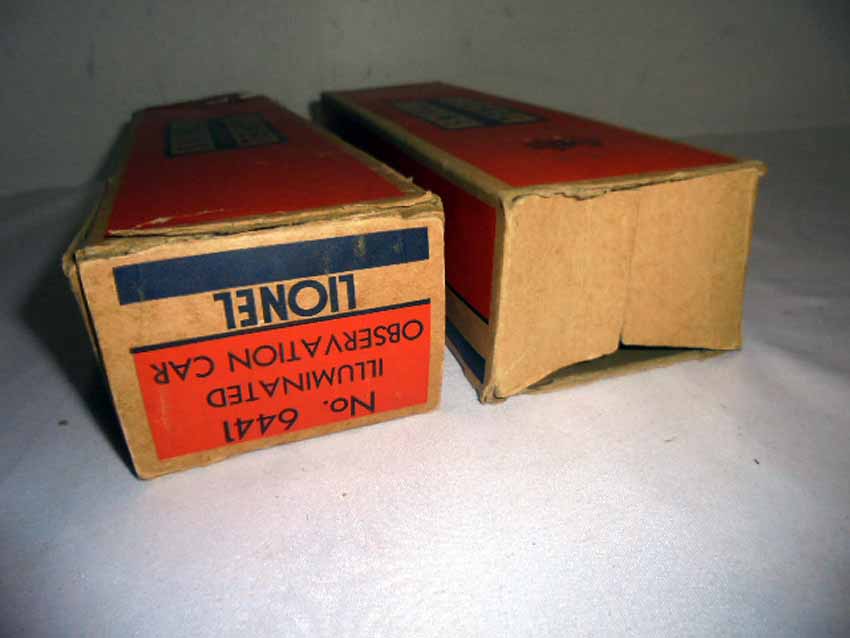 No. 6441
ILLUMINATED
OBSERVATION CAR
LIONEL